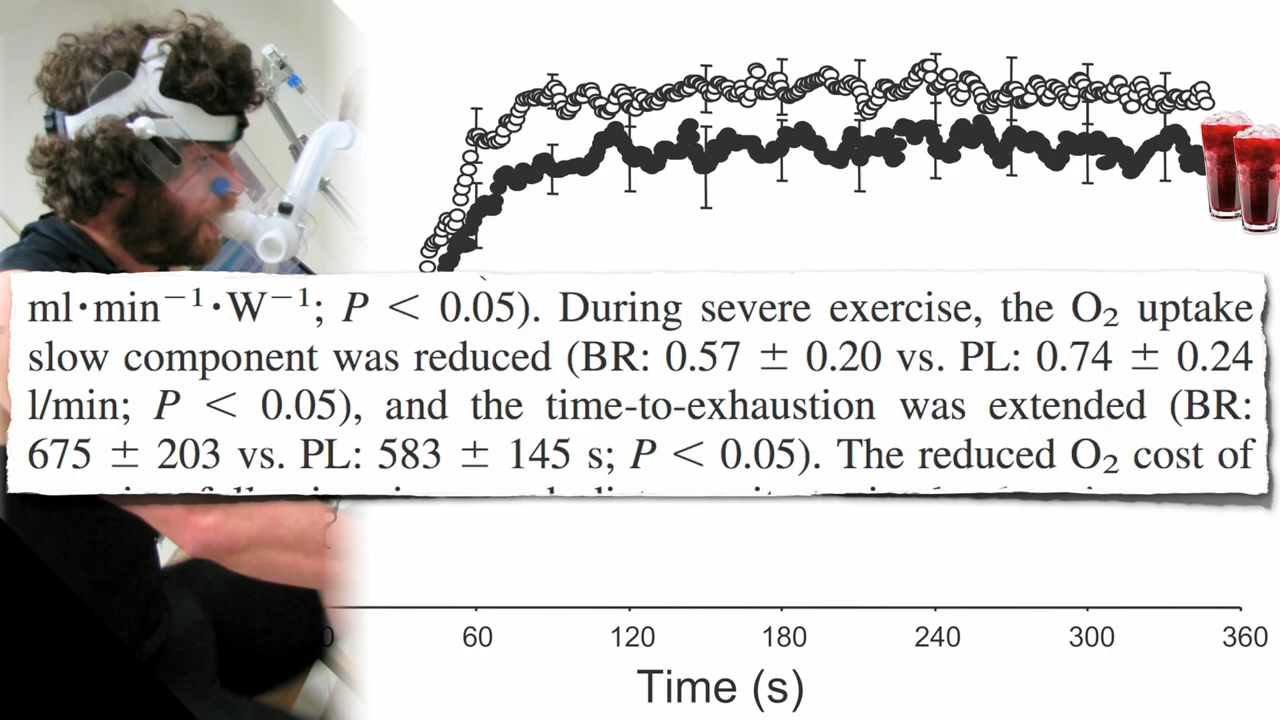 ml·min⁻¹·W⁻¹; P < 0.05). During severe exercise, the O₂ uptake
slow component was reduced (BR: 0.57 ± 0.20 vs. PL: 0.74 ± 0.24
l/min; P < 0.05), and the time-to-exhaustion was extended (BR:
675 ± 203 vs. PL: 583 ± 145 s; P < 0.05). The reduced O₂ cost of
0 60 120 180 240 300 360
Time (s)